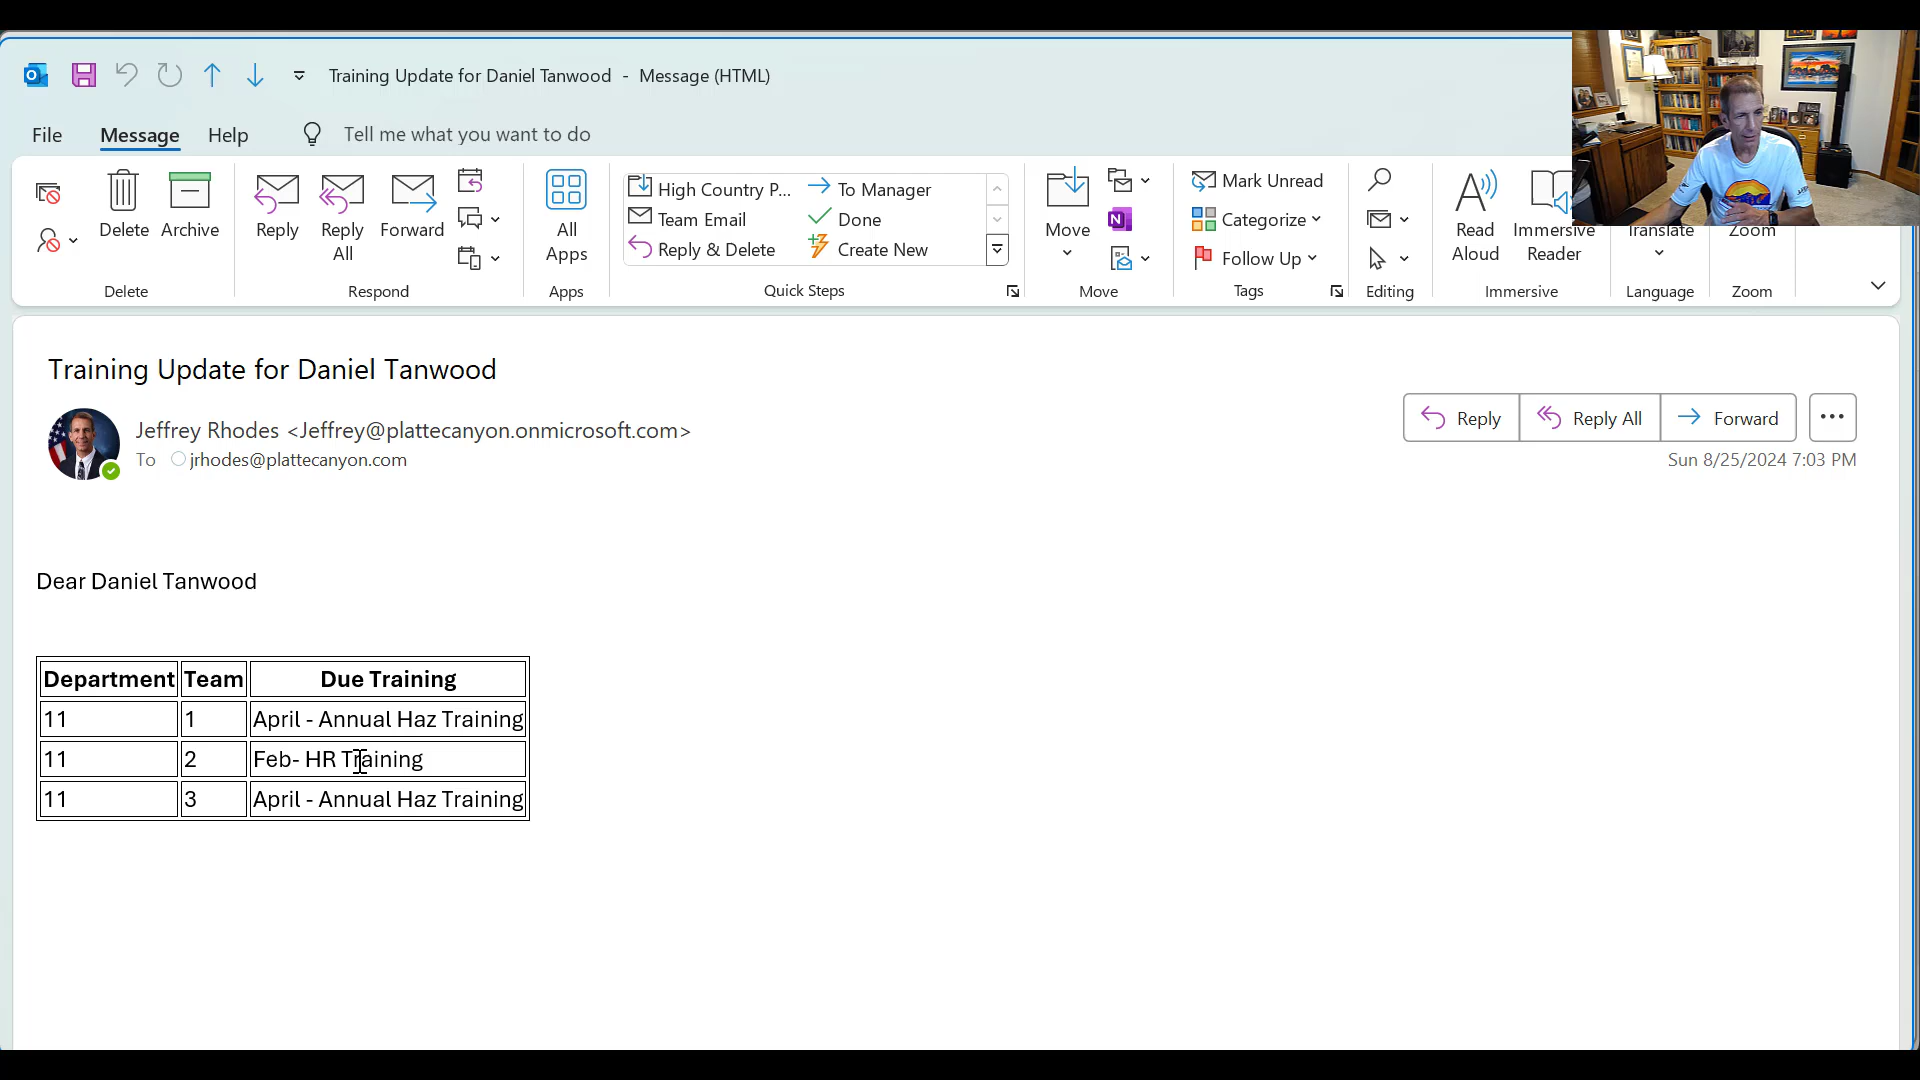 Training Update for Daniel Tanwood - Message (HTML)
File Message Help Tell me what you want to do
Delete Archive Reply Reply All Forward All Apps
High Country P... To Manager
Team Email Done
Reply & Delete Create New
Move
Mark Unread
Categorize
Follow Up
Read Aloud Immersive Reader Translate Zoom
Delete Respond Apps Quick Steps Move Tags Editing Immersive Language Zoom
Training Update for Daniel Tanwood
Jeffrey Rhodes <Jeffrey@plattecanyon.onmicrosoft.com>
To jrhodes@plattecanyon.com
Reply Reply All Forward
Sun 8/25/2024 7:03 PM
Dear Daniel Tanwood
Department Team Due Training
11 1 April - Annual Haz Training
11 2 Feb- HR Training
11 3 April - Annual Haz Training